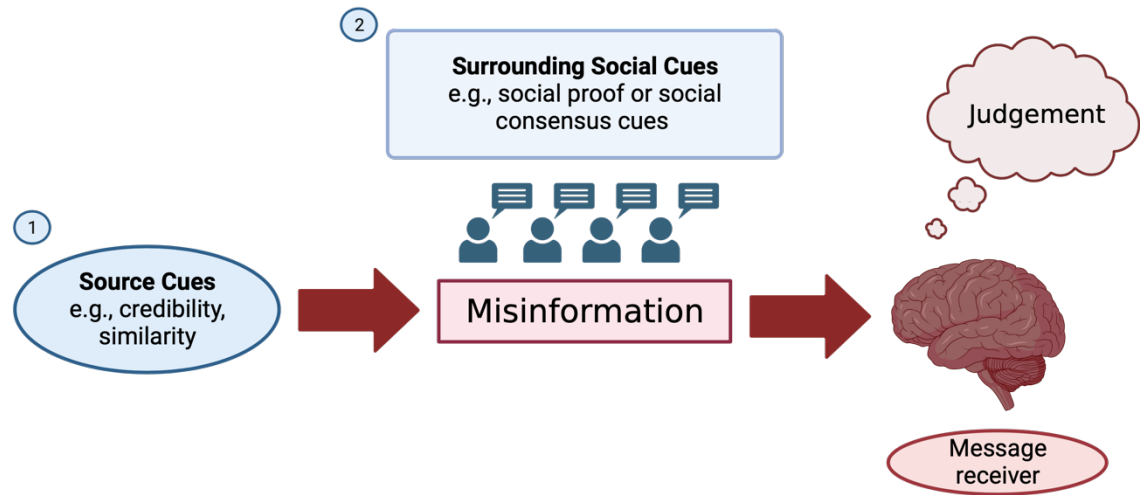 1
Source Cues
e.g., credibility,
similarity
2
Surrounding Social Cues
e.g., social proof or social
consensus cues
Misinformation
Judgement
Message
receiver